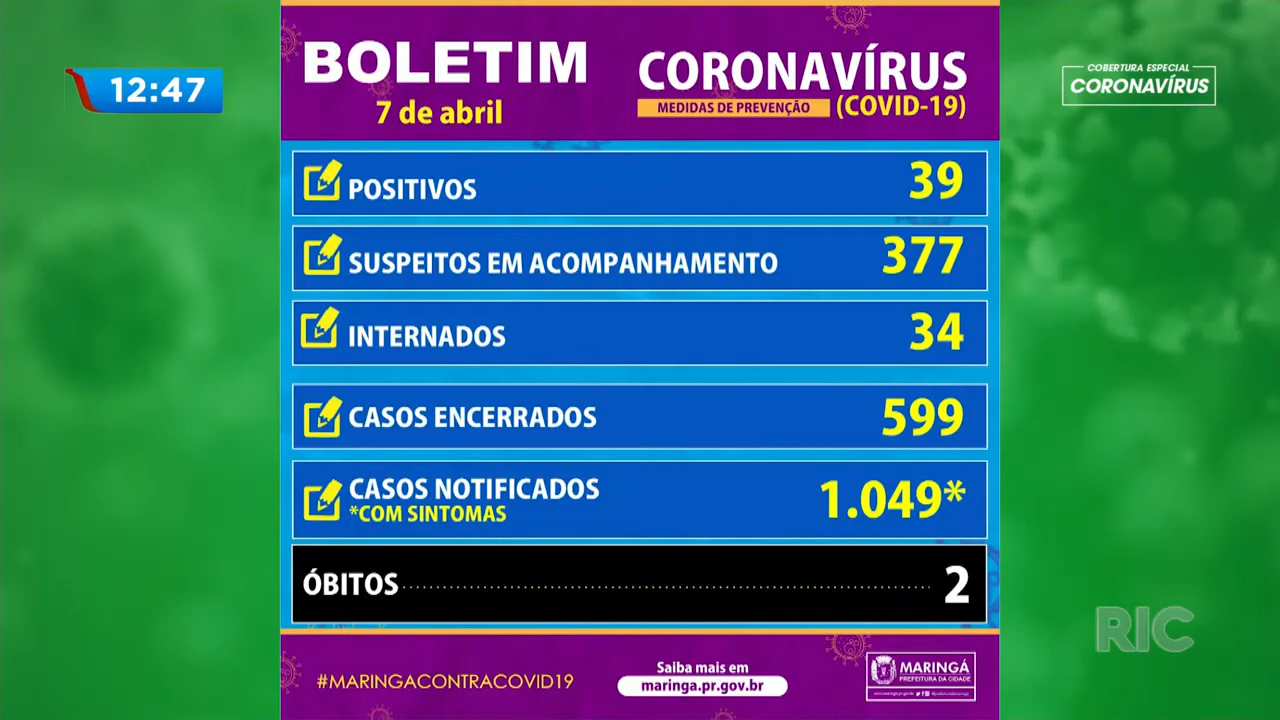 12:47
BOLETIM
7 de abril
CORONAVÍRUS
MEDIDAS DE PREVENÇÃO
(COVID-19)
COBERTURA ESPECIAL
CORONAVÍRUS
POSITIVOS 39
SUSPEITOS EM ACOMPANHAMENTO 377
INTERNADOS 34
CASOS ENCERRADOS 599
CASOS NOTIFICADOS 1.049*
*COM SINTOMAS
ÓBITOS 2
RIC
#MARINGACONTRACOVID19
Saiba mais em
maringa.pr.gov.br
MARINGÁ
PREFEITURA DA CIDADE